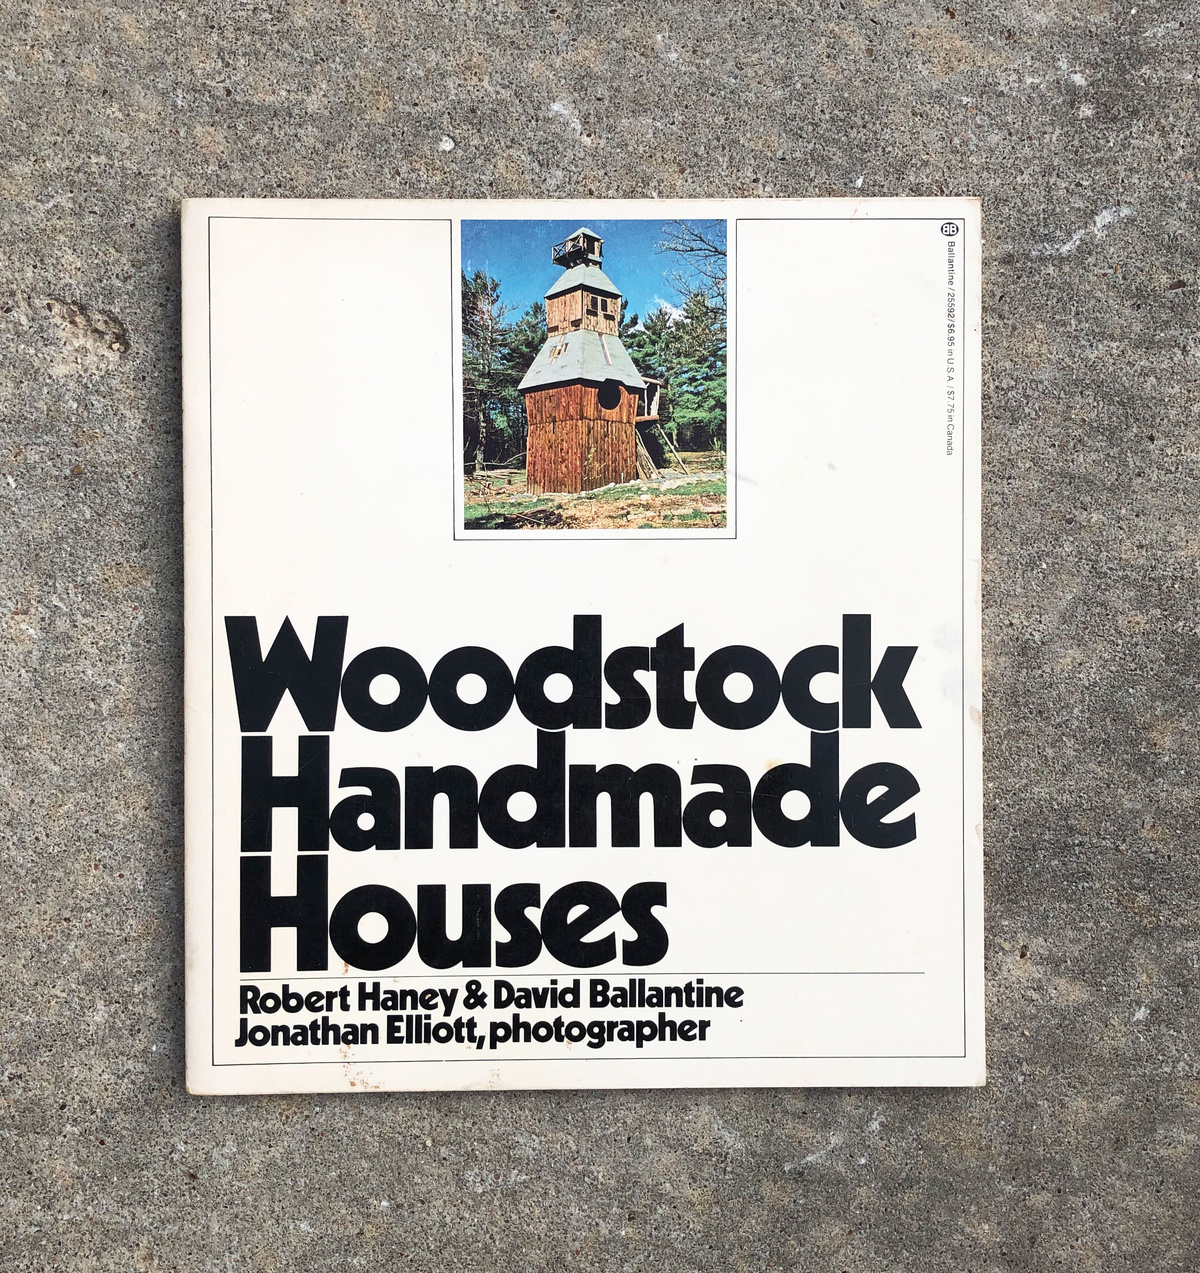 BB Ballantine / 25592 / $6.95 in U.S.A. / $7.75 in Canada
Woodstock
Handmade
Houses
Robert Haney & David Ballantine
Jonathan Elliott, photographer